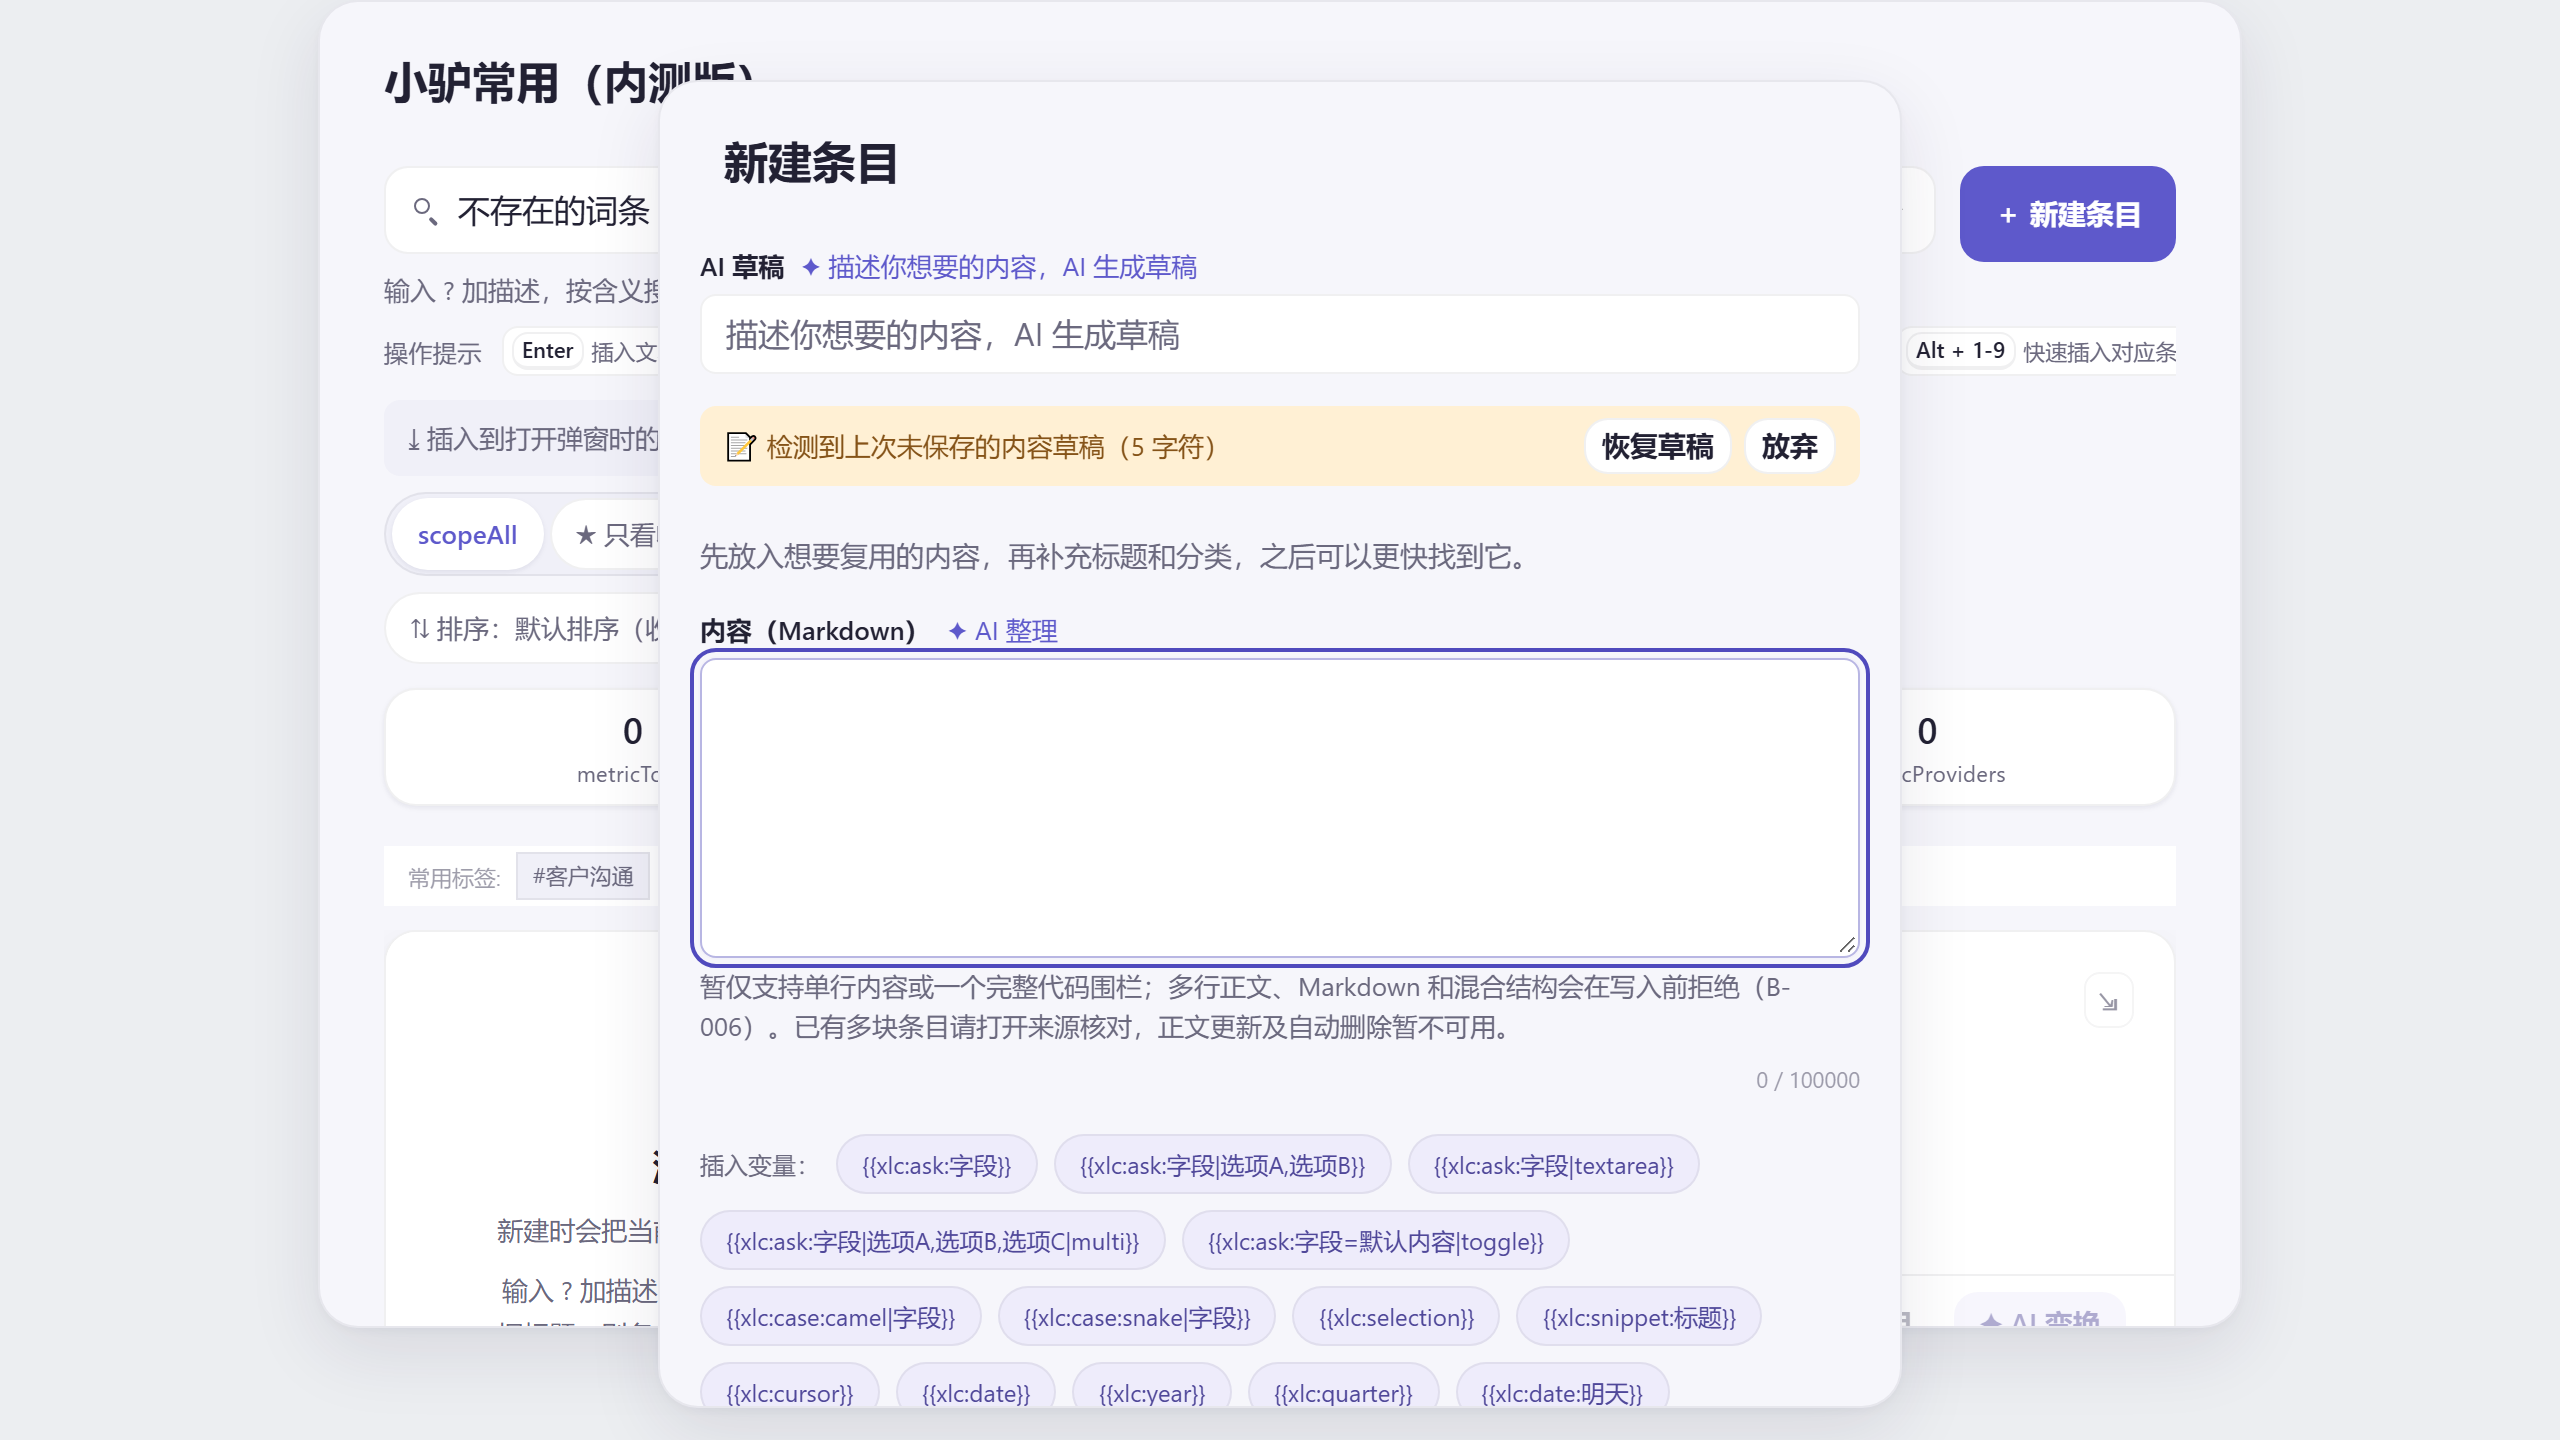 小驴常用（内测版）
不存在的词条
+ 新建条目
输入 ? 加描述，按含义搜
操作提示 Enter 插入文
Alt + 1-9 快速插入对应条
插入到打开弹窗时的
scopeAll ★ 只看
排序：默认排序（收
0
metricTo
0
cProviders
常用标签: #客户沟通
新建时会把当前
输入 ? 加描述
AI 变换
新建条目
AI 草稿 ✦ 描述你想要的内容，AI 生成草稿
描述你想要的内容，AI 生成草稿
检测到上次未保存的内容草稿（5 字符） 恢复草稿 放弃
先放入想要复用的内容，再补充标题和分类，之后可以更快找到它。
内容（Markdown） ✦ AI 整理
暂仅支持单行内容或一个完整代码围栏；多行正文、Markdown 和混合结构会在写入前拒绝（B-
006）。已有多块条目请打开来源核对，正文更新及自动删除暂不可用。
0 / 100000
插入变量： {{xlc:ask:字段}} {{xlc:ask:字段|选项A,选项B}} {{xlc:ask:字段|textarea}}
{{xlc:ask:字段|选项A,选项B,选项C|multi}} {{xlc:ask:字段=默认内容|toggle}}
{{xlc:case:camel|字段}} {{xlc:case:snake|字段}} {{xlc:selection}} {{xlc:snippet:标题}}
{{xlc:cursor}} {{xlc:date}} {{xlc:year}} {{xlc:quarter}} {{xlc:date:明天}}